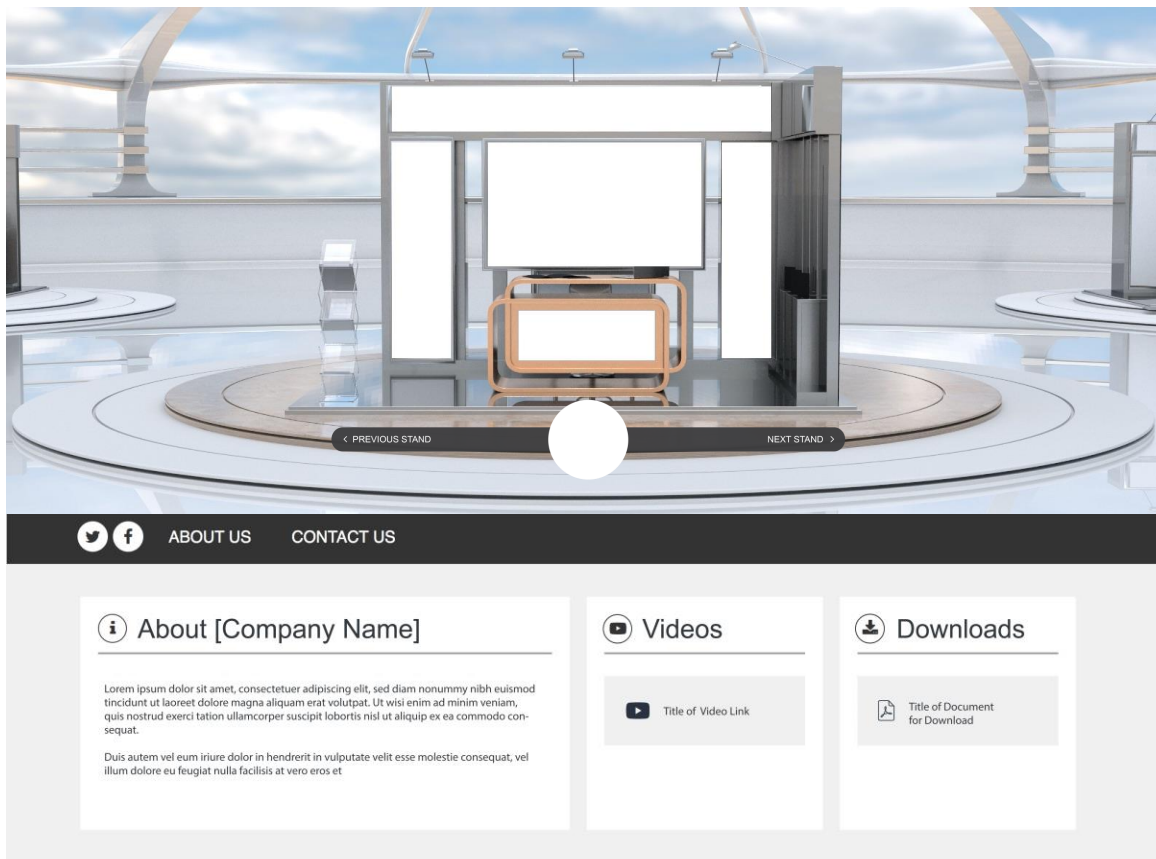 PREVIOUS STAND
NEXT STAND
ABOUT US
CONTACT US
About [Company Name]
Lorem ipsum dolor sit amet, consectetuer adipiscing elit, sed diam nonummy nibh euismod
tincidunt ut laoreet dolore magna aliquam erat volutpat. Ut wisi enim ad minim veniam,
quis nostrud exerci tation ullamcorper suscipit lobortis nisl ut aliquip ex ea commodo con-
sequat.
Duis autem vel eum iriure dolor in hendrerit in vulputate velit esse molestie consequat, vel
illum dolore eu feugiat nulla facilisis at vero eros et
Videos
Title of Video Link
Downloads
Title of Document
for Download